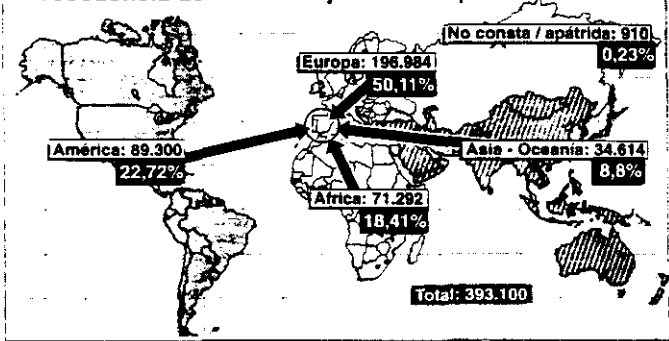 No consta / apátrida: 910
0,23%
Europa: 196.984
50,11%
América: 89.300
22,72%
Asia - Oceanía: 34.614
8,8%
Africa: 71.292
18,41%
Total: 393.100